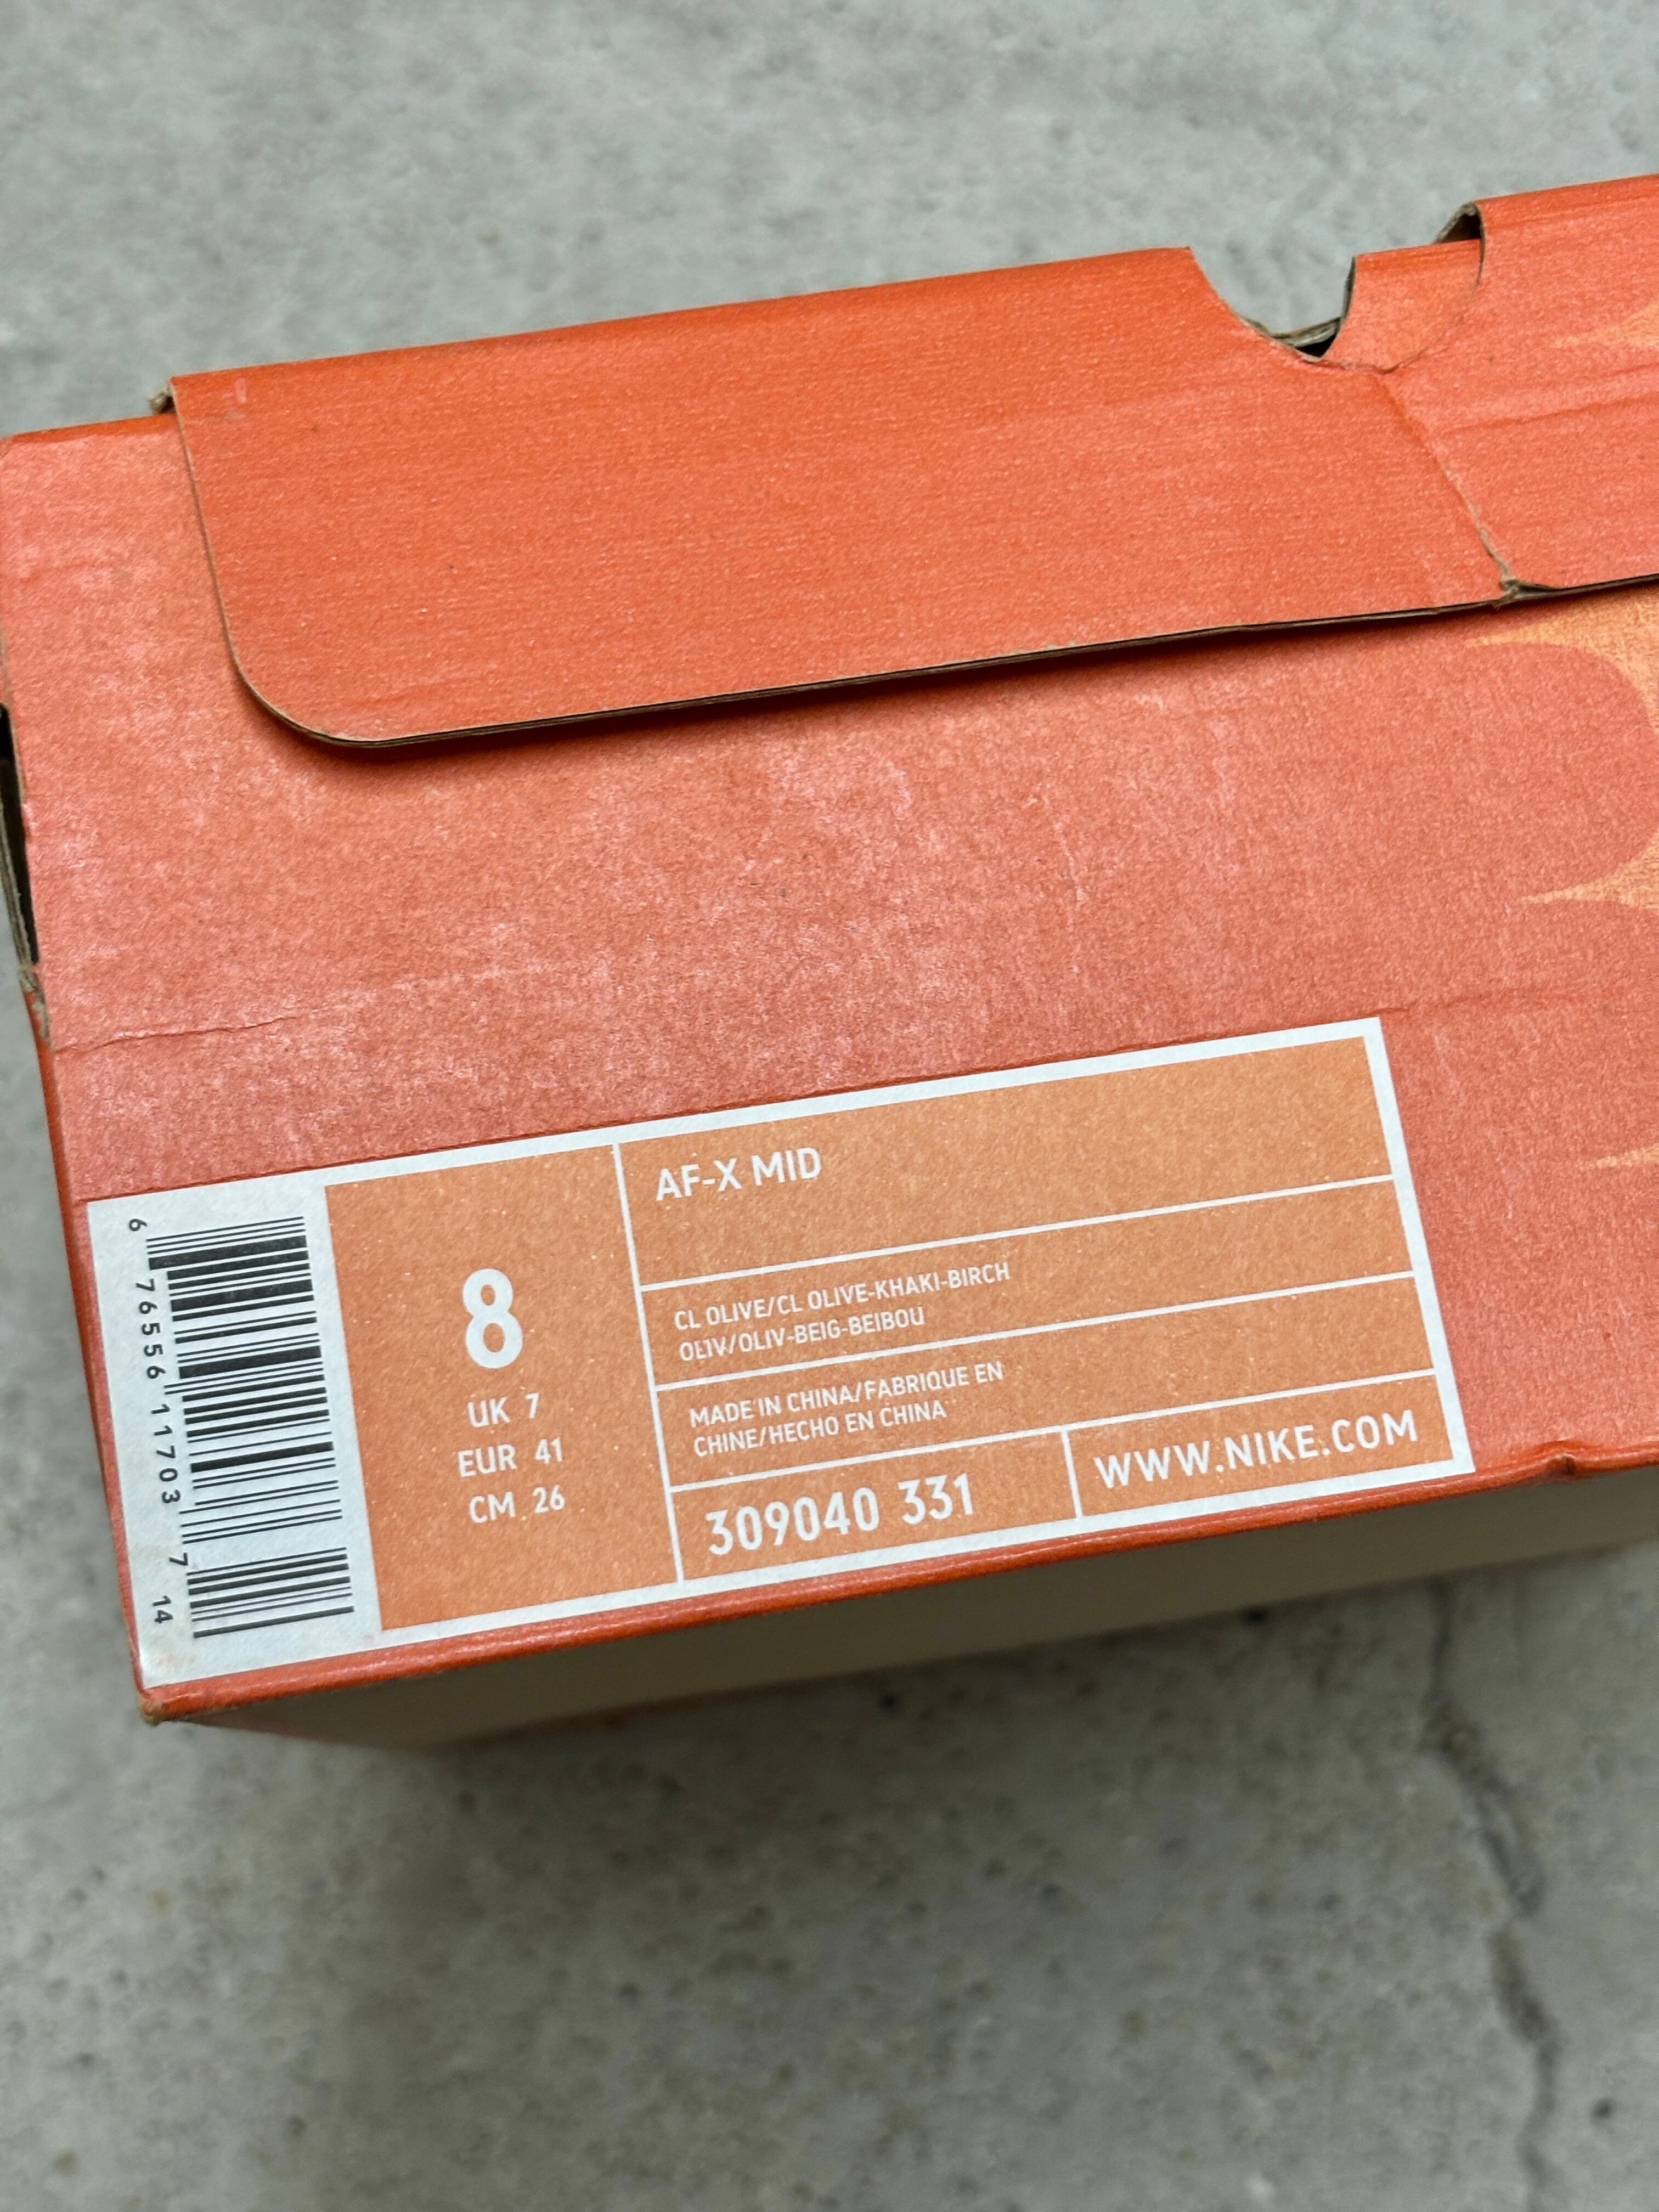 6 76556 11703 7 14
8
UK 7
EUR 41
CM 26
AF-X MID
CL OLIVE/CL OLIVE-KHAKI-BIRCH
OLIV/OLIV-BEIG-BEIBOU
MADE IN CHINA/FABRIQUE EN
CHINE/HECHO EN CHINA
309040 331
WWW.NIKE.COM